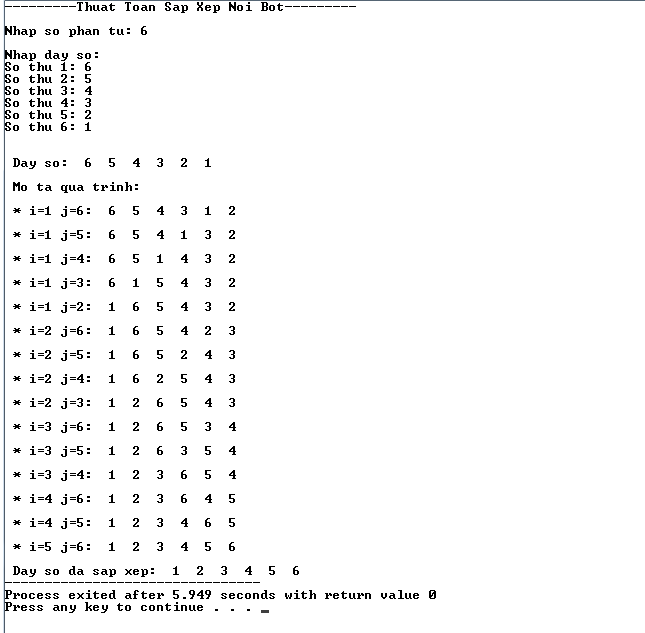 ---------Thuat Toan Sap Xep Noi Bot---------
Nhap so phan tu: 6
Nhap day so:
So thu 1: 6
So thu 2: 5
So thu 3: 4
So thu 4: 3
So thu 5: 2
So thu 6: 1
Day so:  6  5  4  3  2  1
Mo ta qua trinh:
* i=1 j=6:  6  5  4  3  1  2
* i=1 j=5:  6  5  4  1  3  2
* i=1 j=4:  6  5  1  4  3  2
* i=1 j=3:  6  1  5  4  3  2
* i=1 j=2:  1  6  5  4  3  2
* i=2 j=6:  1  6  5  4  2  3
* i=2 j=5:  1  6  5  2  4  3
* i=2 j=4:  1  6  2  5  4  3
* i=2 j=3:  1  2  6  5  4  3
* i=3 j=6:  1  2  6  5  3  4
* i=3 j=5:  1  2  6  3  5  4
* i=3 j=4:  1  2  3  6  5  4
* i=4 j=6:  1  2  3  6  4  5
* i=4 j=5:  1  2  3  4  6  5
* i=5 j=6:  1  2  3  4  5  6
Day so da sap xep:  1  2  3  4  5  6
--------------------------------
Process exited after 5.949 seconds with return value 0
Press any key to continue . . . _